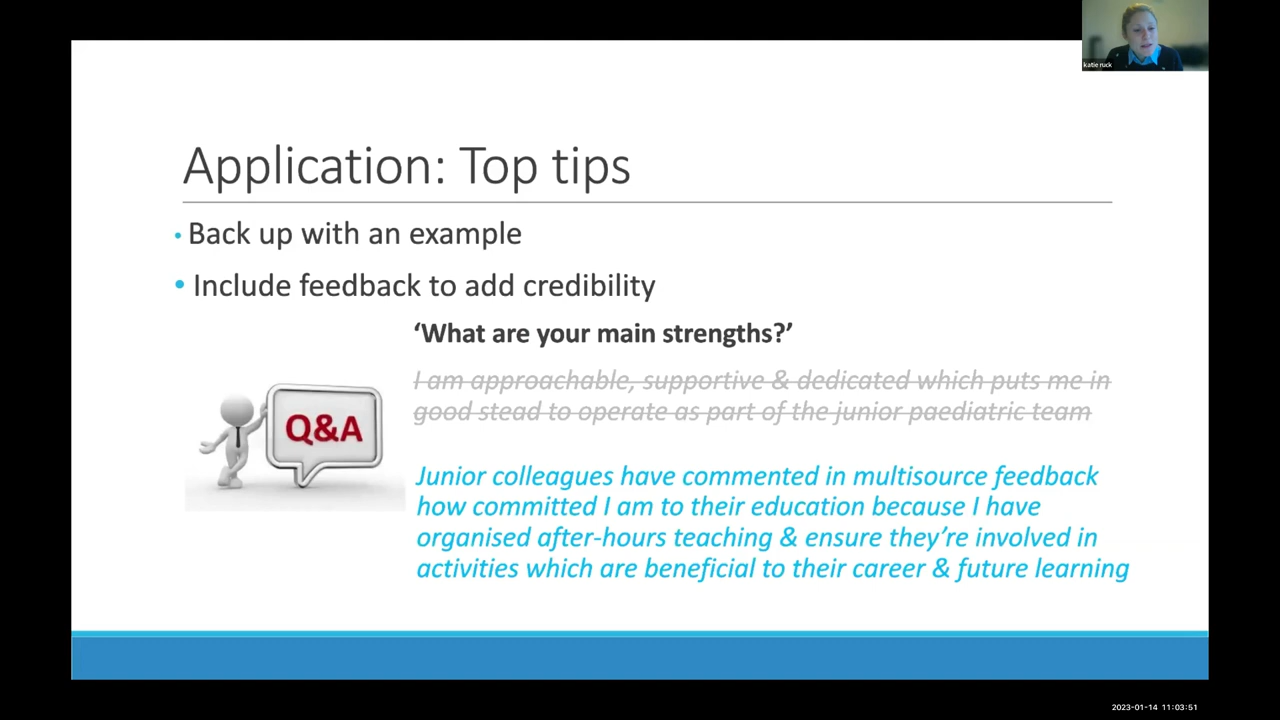 katie ruck
Application: Top tips
• Back up with an example
• Include feedback to add credibility
‘What are your main strengths?’
I am approachable, supportive & dedicated which puts me in
good stead to operate as part of the junior paediatric team
Q&A
Junior colleagues have commented in multisource feedback
how committed I am to their education because I have
organised after-hours teaching & ensure they’re involved in
activities which are beneficial to their career & future learning
2023-01-14 11:03:51